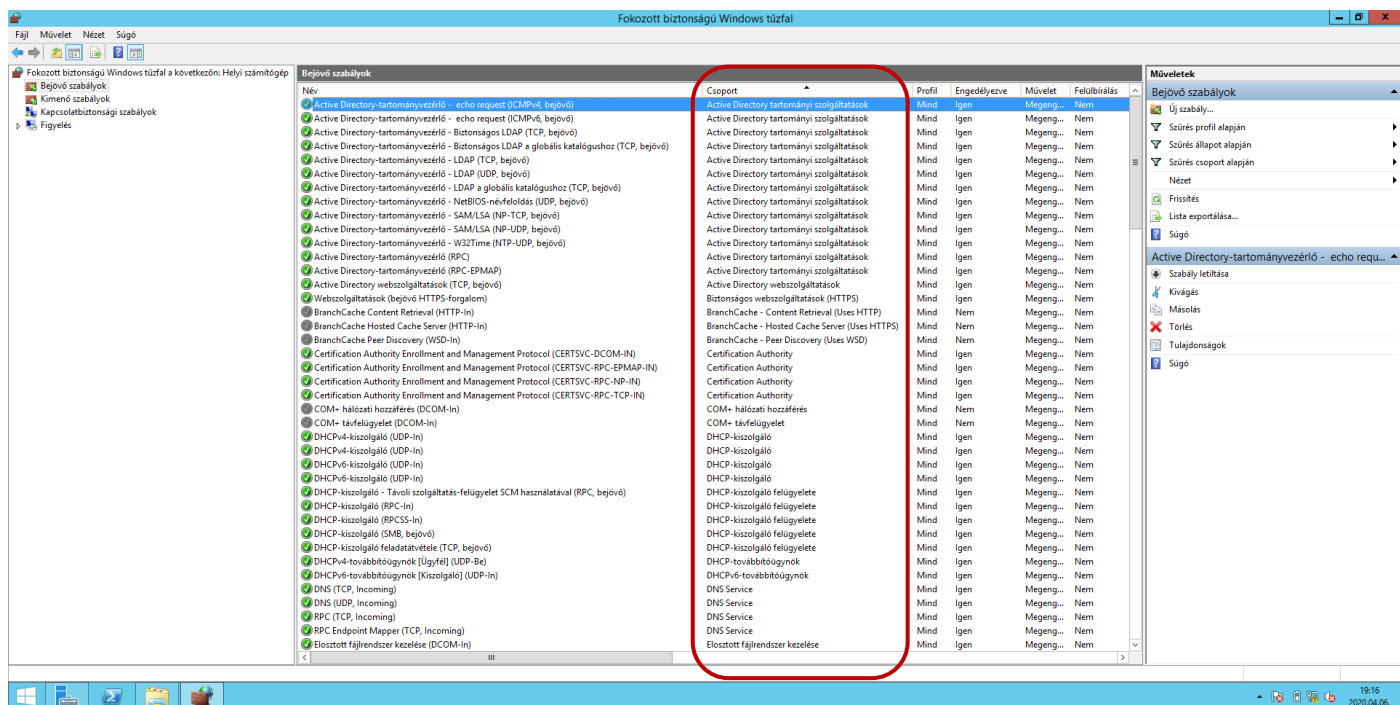 Fokozott biztonságú Windows tűzfal
Fájl Művelet Nézet Súgó
Fokozott biztonságú Windows tűzfal a következőn: Helyi számítógép
Bejövő szabályok
Kimenő szabályok
Kapcsolatbiztonsági szabályok
Figyelés
Bejövő szabályok
Név Csoport Profil Engedélyezve Művelet Felülbírálás
Active Directory-tartományvezérlő - echo request (ICMPv4, bejövő) Active Directory tartományi szolgáltatások Mind Igen Megeng... Nem
Active Directory-tartományvezérlő - echo request (ICMPv6, bejövő) Active Directory tartományi szolgáltatások Mind Igen Megeng... Nem
Active Directory-tartományvezérlő - Biztonságos LDAP (TCP, bejövő) Active Directory tartományi szolgáltatások Mind Igen Megeng... Nem
Active Directory-tartományvezérlő - Biztonságos LDAP a globális katalógushoz (TCP, bejövő) Active Directory tartományi szolgáltatások Mind Igen Megeng... Nem
Active Directory-tartományvezérlő - LDAP (TCP, bejövő) Active Directory tartományi szolgáltatások Mind Igen Megeng... Nem
Active Directory-tartományvezérlő - LDAP (UDP, bejövő) Active Directory tartományi szolgáltatások Mind Igen Megeng... Nem
Active Directory-tartományvezérlő - LDAP a globális katalógushoz (TCP, bejövő) Active Directory tartományi szolgáltatások Mind Igen Megeng... Nem
Active Directory-tartományvezérlő - NetBIOS-névfeloldás (UDP, bejövő) Active Directory tartományi szolgáltatások Mind Igen Megeng... Nem
Active Directory-tartományvezérlő - SAM/LSA (NP-TCP, bejövő) Active Directory tartományi szolgáltatások Mind Igen Megeng... Nem
Active Directory-tartományvezérlő - SAM/LSA (NP-UDP, bejövő) Active Directory tartományi szolgáltatások Mind Igen Megeng... Nem
Active Directory-tartományvezérlő - W32Time (NTP-UDP, bejövő) Active Directory tartományi szolgáltatások Mind Igen Megeng... Nem
Active Directory-tartományvezérlő (RPC) Active Directory tartományi szolgáltatások Mind Igen Megeng... Nem
Active Directory-tartományvezérlő (RPC-EPMAP) Active Directory tartományi szolgáltatások Mind Igen Megeng... Nem
Active Directory webszolgáltatások (TCP, bejövő) Active Directory webszolgáltatások Mind Igen Megeng... Nem
Webszolgáltatások (bejövő HTTPS-forgalom) Biztonságos webszolgáltatások (HTTPS) Mind Igen Megeng... Nem
BranchCache Content Retrieval (HTTP-In) BranchCache - Content Retrieval (Uses HTTP) Mind Nem Megeng... Nem
BranchCache Hosted Cache Server (HTTP-In) BranchCache - Hosted Cache Server (Uses HTTPS) Mind Nem Megeng... Nem
BranchCache Peer Discovery (WSD-In) BranchCache - Peer Discovery (Uses WSD) Mind Nem Megeng... Nem
Certification Authority Enrollment and Management Protocol (CERTSVC-DCOM-IN) Certification Authority Mind Igen Megeng... Nem
Certification Authority Enrollment and Management Protocol (CERTSVC-RPC-EPMAP-IN) Certification Authority Mind Igen Megeng... Nem
Certification Authority Enrollment and Management Protocol (CERTSVC-RPC-NP-IN) Certification Authority Mind Igen Megeng... Nem
Certification Authority Enrollment and Management Protocol (CERTSVC-RPC-TCP-IN) Certification Authority Mind Igen Megeng... Nem
COM+ hálózati hozzáférés (DCOM-In) COM+ hálózati hozzáférés Mind Nem Megeng... Nem
COM+ távfelügyelet (DCOM-In) COM+ távfelügyelet Mind Nem Megeng... Nem
DHCPv4-kiszolgáló (UDP-In) DHCP-kiszolgáló Mind Igen Megeng... Nem
DHCPv4-kiszolgáló (UDP-In) DHCP-kiszolgáló Mind Igen Megeng... Nem
DHCPv6-kiszolgáló (UDP-In) DHCP-kiszolgáló Mind Igen Megeng... Nem
DHCPv6-kiszolgáló (UDP-In) DHCP-kiszolgáló Mind Igen Megeng... Nem
DHCP-kiszolgáló - Távoli szolgáltatás-felügyelet SCM használatával (RPC, bejövő) DHCP-kiszolgáló felügyelete Mind Igen Megeng... Nem
DHCP-kiszolgáló (RPC-In) DHCP-kiszolgáló felügyelete Mind Igen Megeng... Nem
DHCP-kiszolgáló (RPCSS-In) DHCP-kiszolgáló felügyelete Mind Igen Megeng... Nem
DHCP-kiszolgáló (SMB, bejövő) DHCP-kiszolgáló felügyelete Mind Igen Megeng... Nem
DHCP-kiszolgáló feladatátvétele (TCP, bejövő) DHCP-kiszolgáló felügyelete Mind Igen Megeng... Nem
DHCPv4-továbbítóügynök [Ügyfél] (UDP-Be) DHCP-továbbítóügynök Mind Igen Megeng... Nem
DHCPv6-továbbítóügynök [Kiszolgáló] (UDP-In) DHCPv6-továbbítóügynök Mind Igen Megeng... Nem
DNS (TCP, Incoming) DNS Service Mind Igen Megeng... Nem
DNS (UDP, Incoming) DNS Service Mind Igen Megeng... Nem
RPC (TCP, Incoming) DNS Service Mind Igen Megeng... Nem
RPC Endpoint Mapper (TCP, Incoming) DNS Service Mind Igen Megeng... Nem
Elosztott fájlrendszer kezelése (DCOM-In) Elosztott fájlrendszer kezelése Mind Igen Megeng... Nem
Műveletek
Bejövő szabályok
Új szabály...
Szűrés profil alapján
Szűrés állapot alapján
Szűrés csoport alapján
Nézet
Frissítés
Lista exportálása...
Súgó
Active Directory-tartományvezérlő - echo requ...
Szabály letiltása
Kivágás
Másolás
Törlés
Tulajdonságok
Súgó
19:16
2020.04.06.